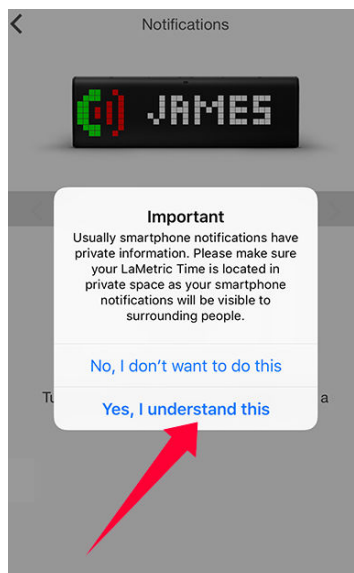 Notifications
JAMES
Important
Usually smartphone notifications have
private information. Please make sure
your LaMetric Time is located in
private space as your smartphone
notifications will be visible to
surrounding people.
No, I don't want to do this
Tu a
Yes, I understand this